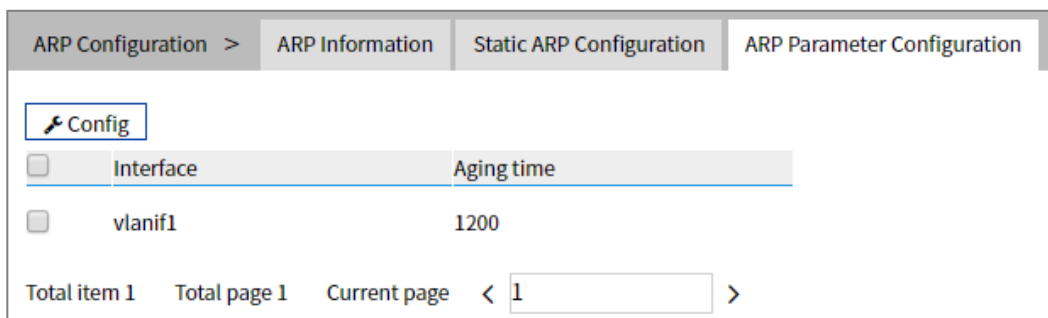 ARP Configuration > ARP Information Static ARP Configuration ARP Parameter Configuration
Config
Interface Aging time
vlanif1 1200
Total item 1 Total page 1 Current page < 1 >